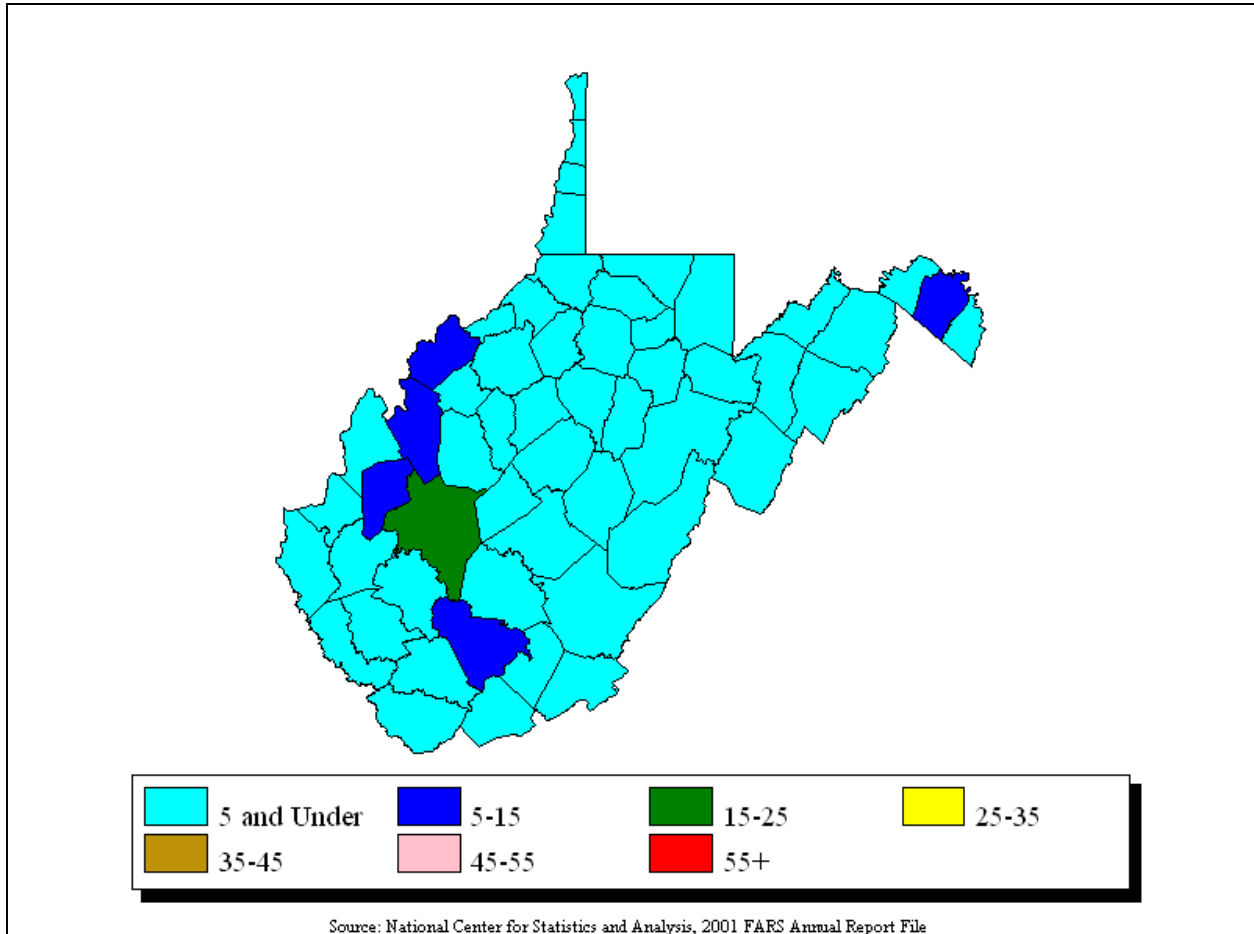 5 and Under 5-15 15-25 25-35
35-45 45-55 55+
Source: National Center for Statistics and Analysis, 2001 FARS Annual Report File